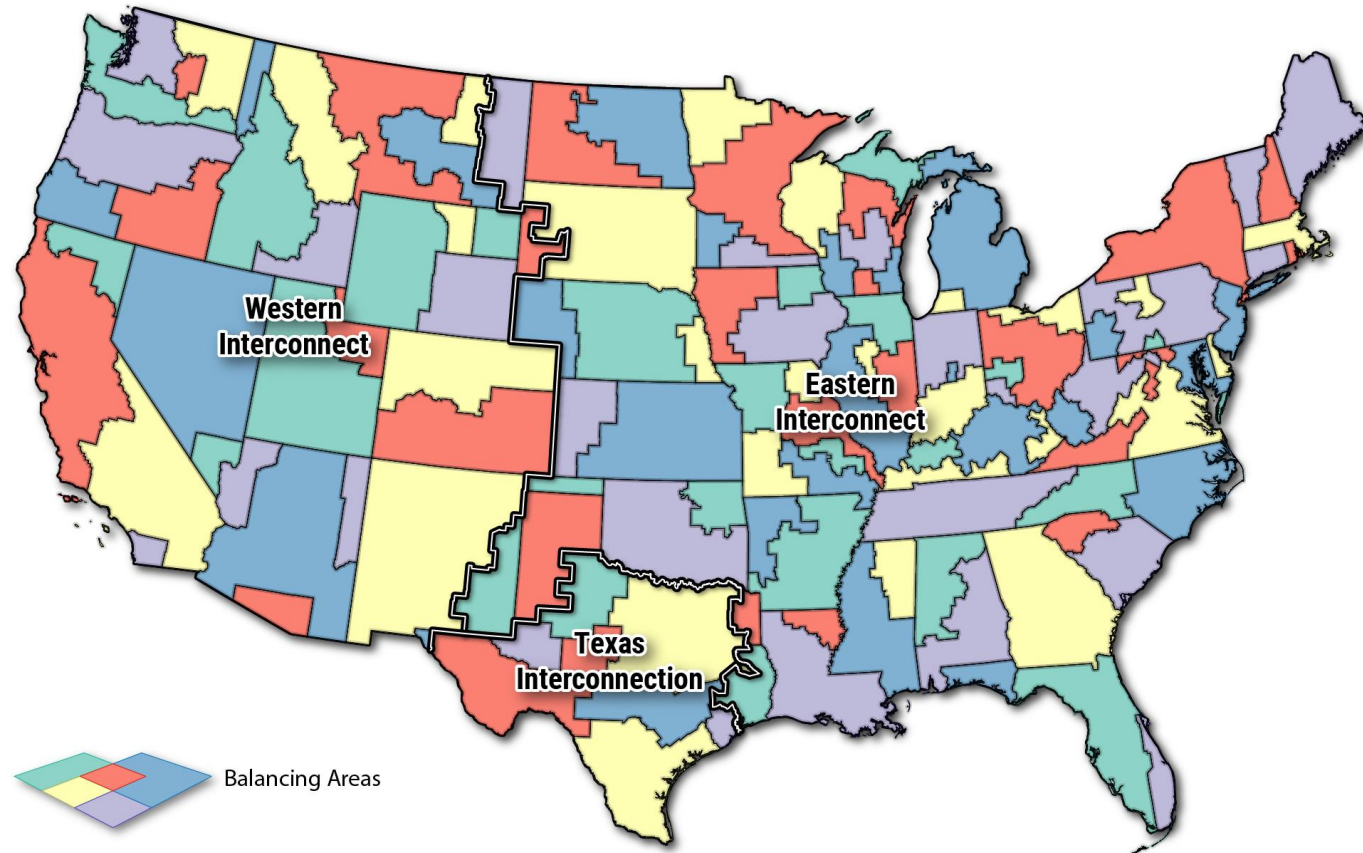 Western
Interconnect
Eastern
Interconnect
Texas
Interconnection
Balancing Areas